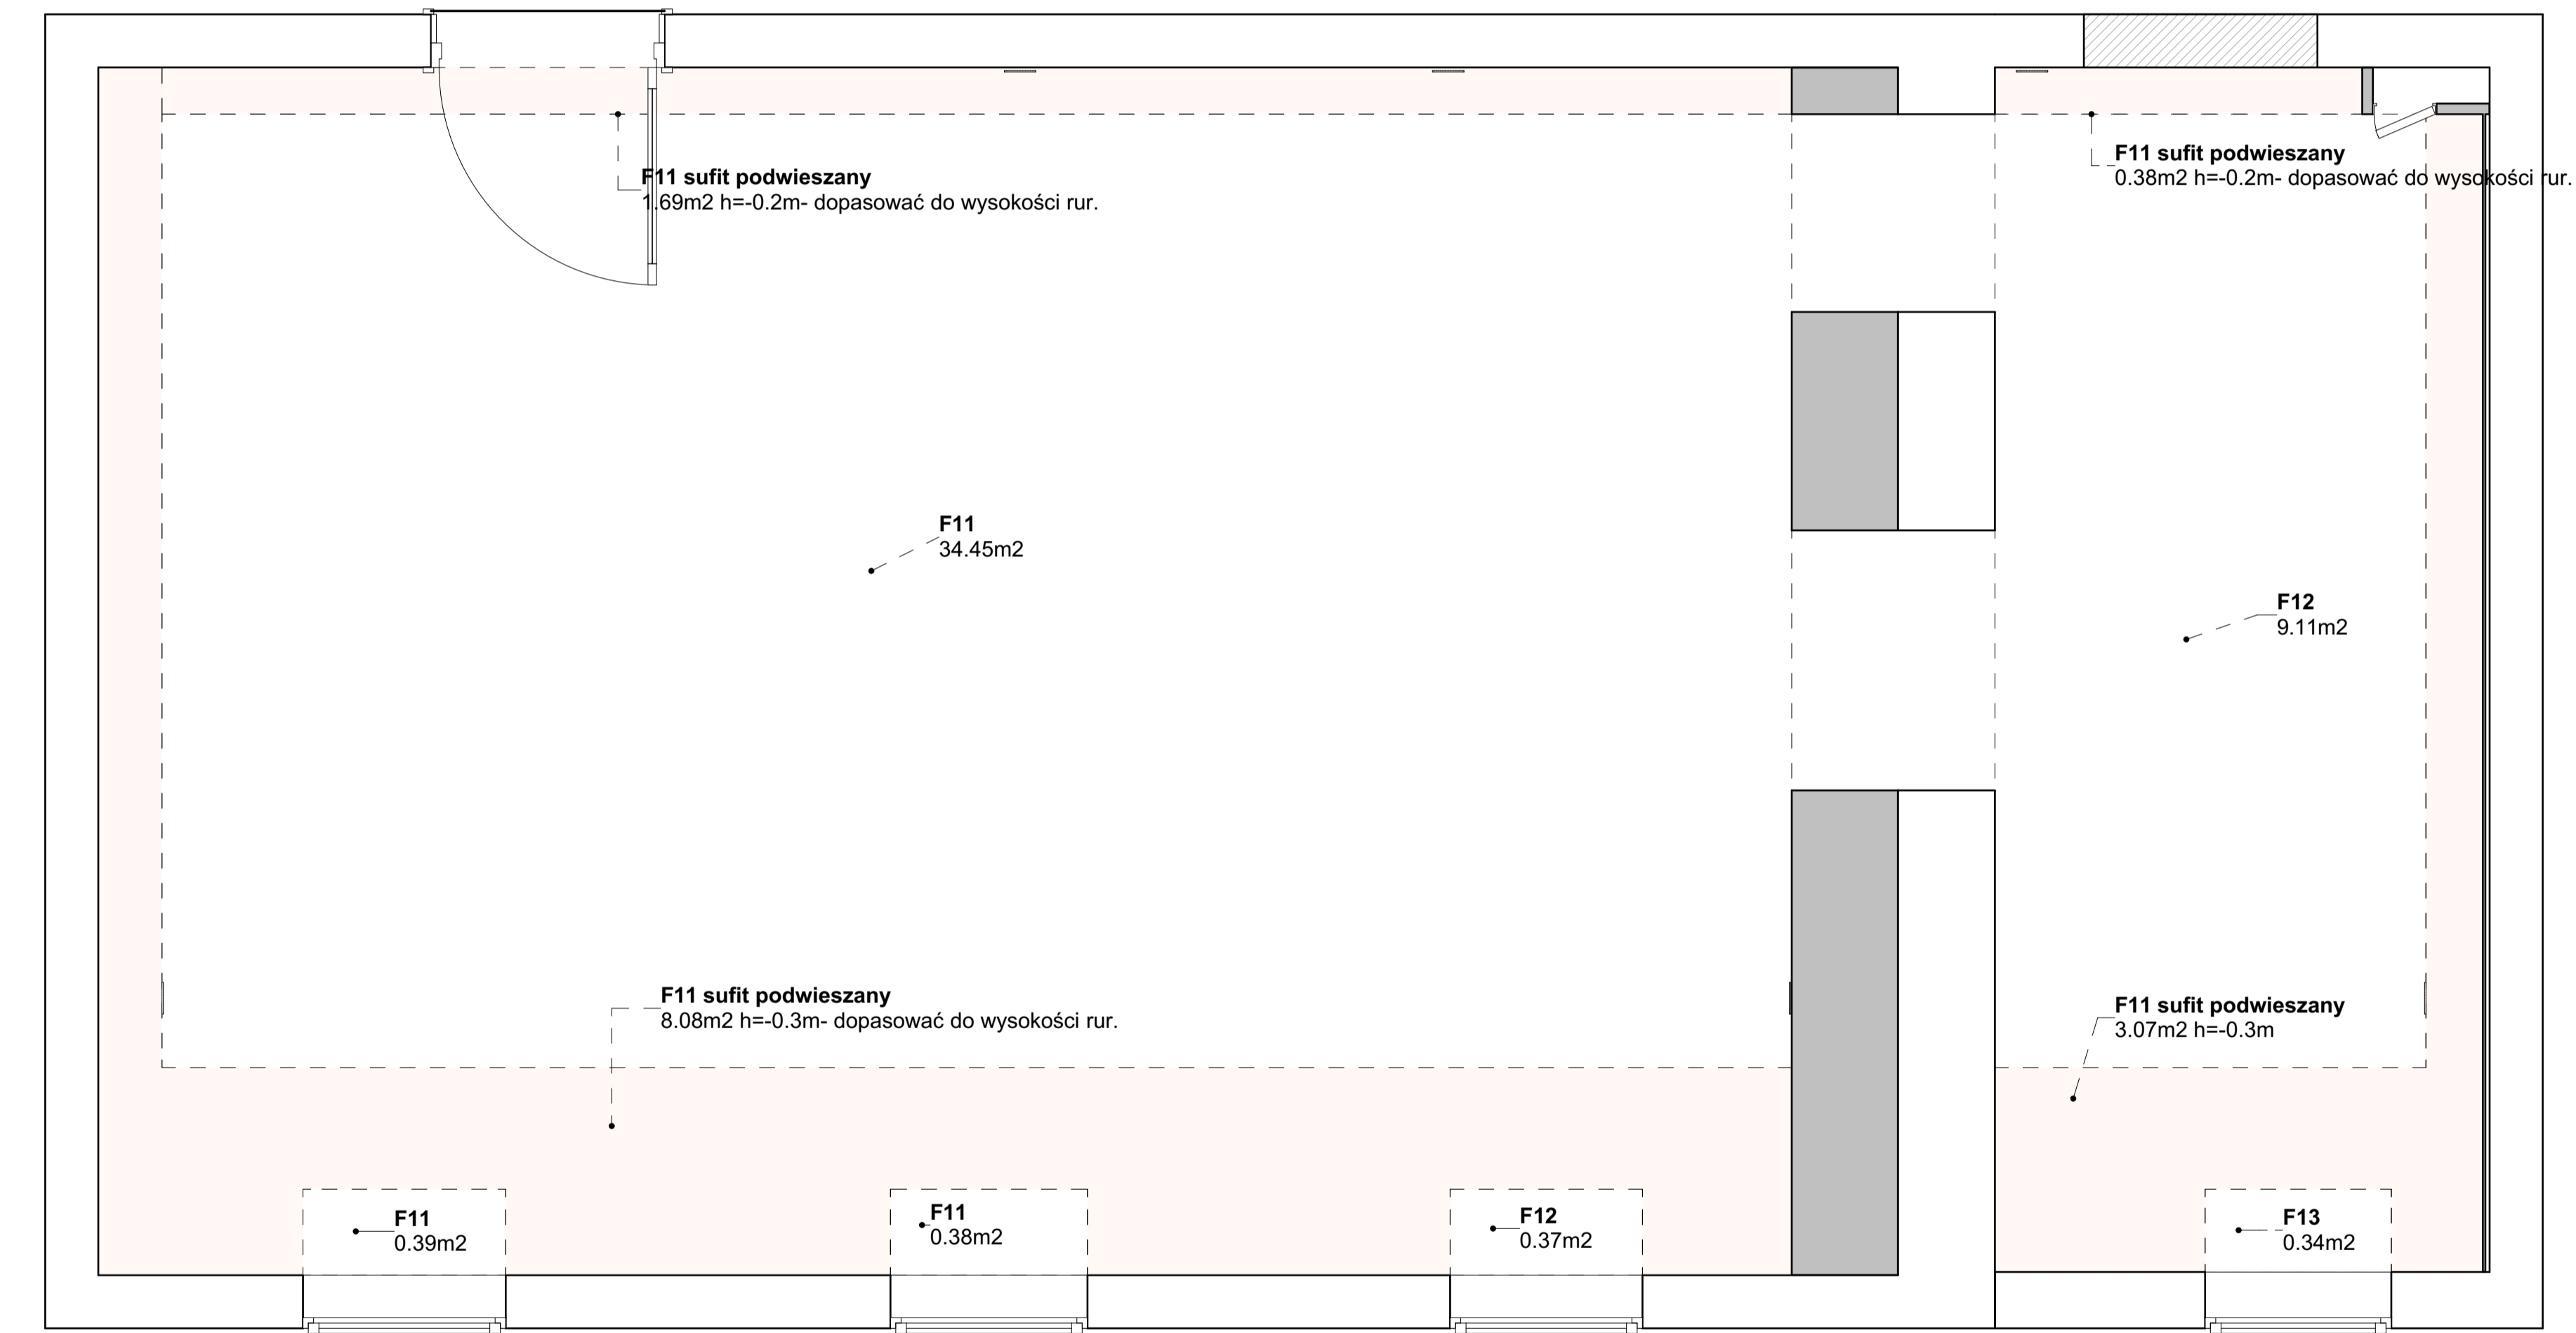 F11 sufit podwieszany
1.69m2 h=-0.2m- dopasować do wysokości rur.
F11 sufit podwieszany
0.38m2 h=-0.2m- dopasować do wysokości rur.
F11
34.45m2
F12
9.11m2
F11 sufit podwieszany
8.08m2 h=-0.3m- dopasować do wysokości rur.
F11 sufit podwieszany
3.07m2 h=-0.3m
F11
0.39m2
F11
0.38m2
F12
0.37m2
F13
0.34m2